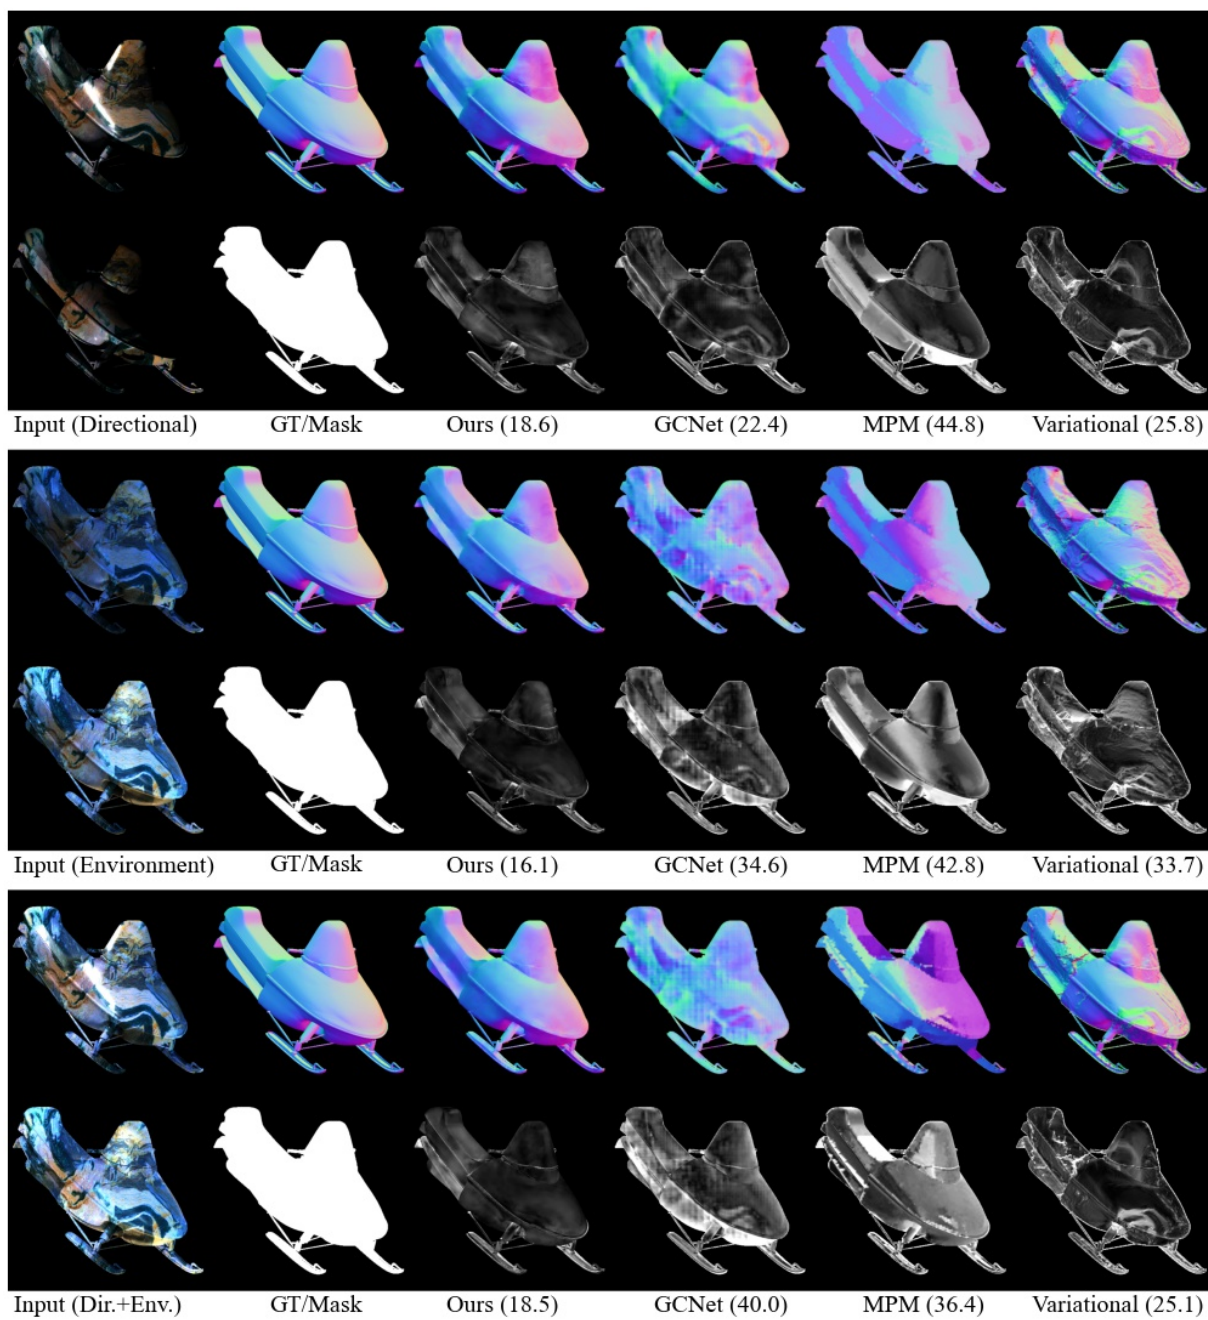 Input (Directional) GT/Mask Ours (18.6) GCNet (22.4) MPM (44.8) Variational (25.8)
Input (Environment) GT/Mask Ours (16.1) GCNet (34.6) MPM (42.8) Variational (33.7)
Input (Dir.+Env.) GT/Mask Ours (18.5) GCNet (40.0) MPM (36.4) Variational (25.1)